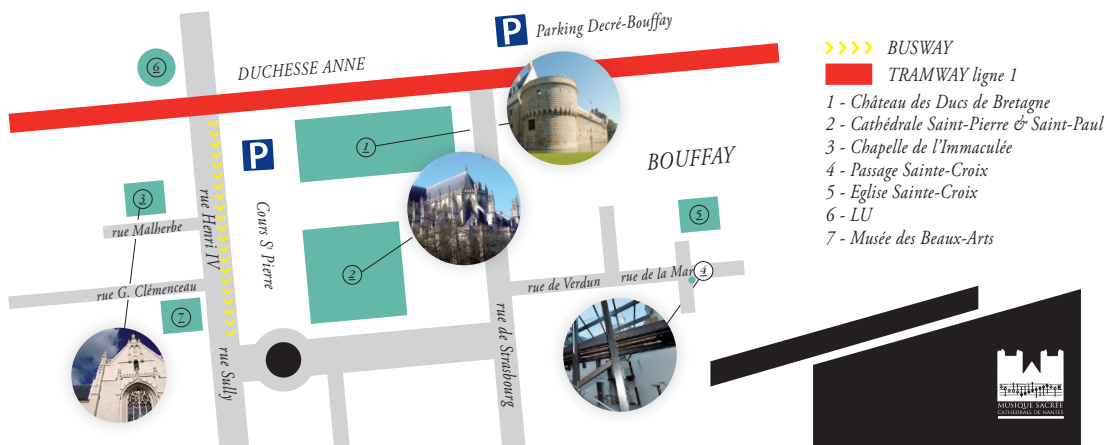 P
Parking Decré-Bouffay
6
DUCHESSE ANNE
P
1
BOUFFAY
3
rue Malherbe
rue Henri IV
Cours St Pierre
2
5
rue G. Clémenceau
7
rue de Verdun
rue de la Mar
4
rue Sully
rue de Strasbourg
BUSWAY
TRAMWAY ligne 1
1 - Château des Ducs de Bretagne
2 - Cathédrale Saint-Pierre & Saint-Paul
3 - Chapelle de l'Immaculée
4 - Passage Sainte-Croix
5 - Eglise Sainte-Croix
6 - LU
7 - Musée des Beaux-Arts
MUSIQUE SACRÉE
CATHÉDRALE DE NANTES